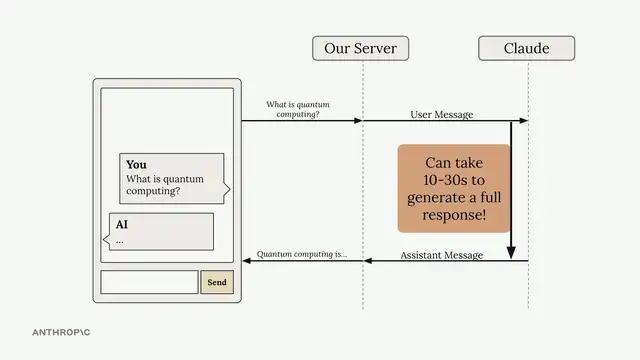 Our Server
Claude
What is quantum
computing?
User Message
You
What is quantum
computing?
Can take
10-30s to
generate a full
response!
AI
...
Quantum computing is...
Assistant Message
Send
ANTHROP\C